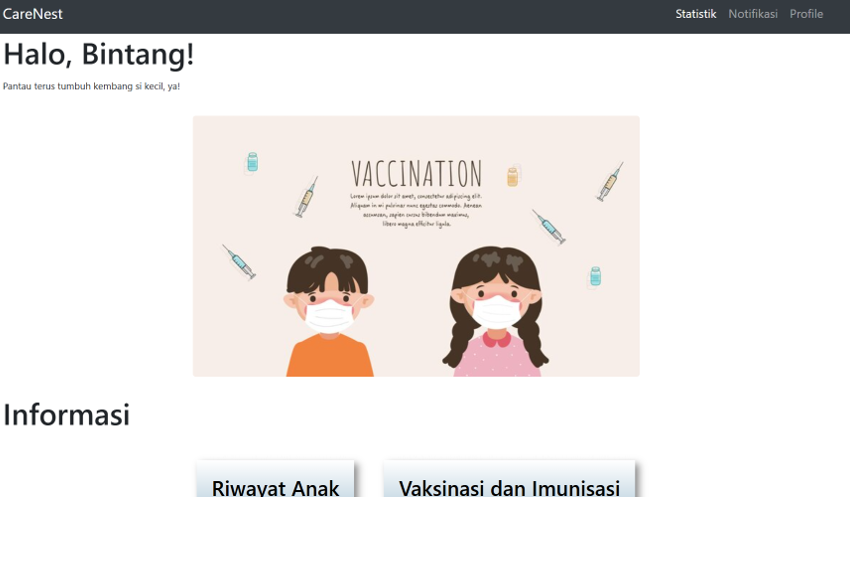 CareNest
Statistik Notifikasi Profile
Halo, Bintang!
Pantau terus tumbuh kembang si kecil, ya!
VACCINATION
Lorem ipsum dolor sit amet, consectetur adipiscing elit.
Aliquam in mi pulvinar nunc egestas commodo. Aenean
accumsan, sapien cursus bibendum maximus,
libero magna efficitur ligula.
Informasi
Riwayat Anak
Vaksinasi dan Imunisasi